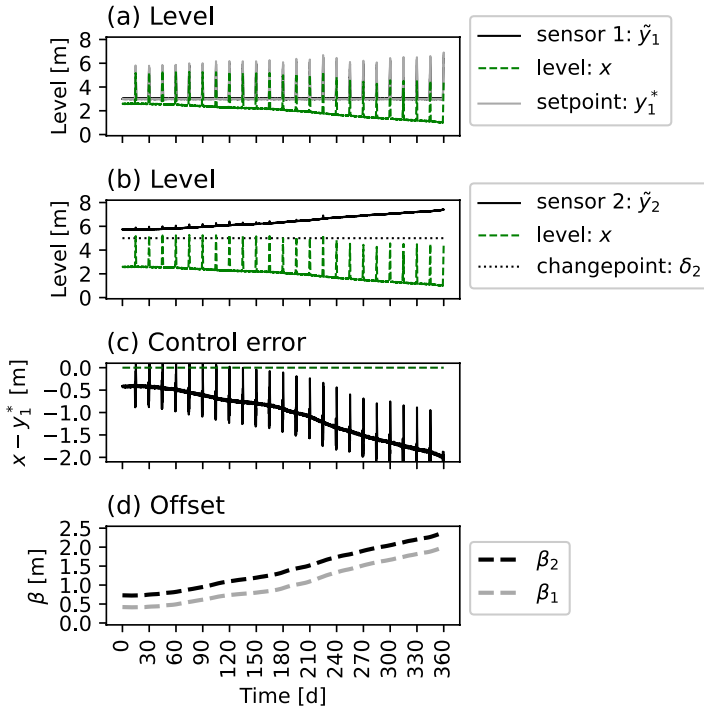 (a) Level
Level [m]
8
6
4
2
0
sensor 1: ỹ₁
level: x
setpoint: y₁*
(b) Level
Level [m]
8
6
4
2
0
sensor 2: ỹ₂
level: x
changepoint: δ₂
(c) Control error
x − y₁* [m]
0.0
−0.5
−1.0
−1.5
−2.0
(d) Offset
β [m]
2.5
2.0
1.5
1.0
0.5
0.0
β₂
β₁
0 30 60 90 120 150 180 210 240 270 300 330 360
Time [d]